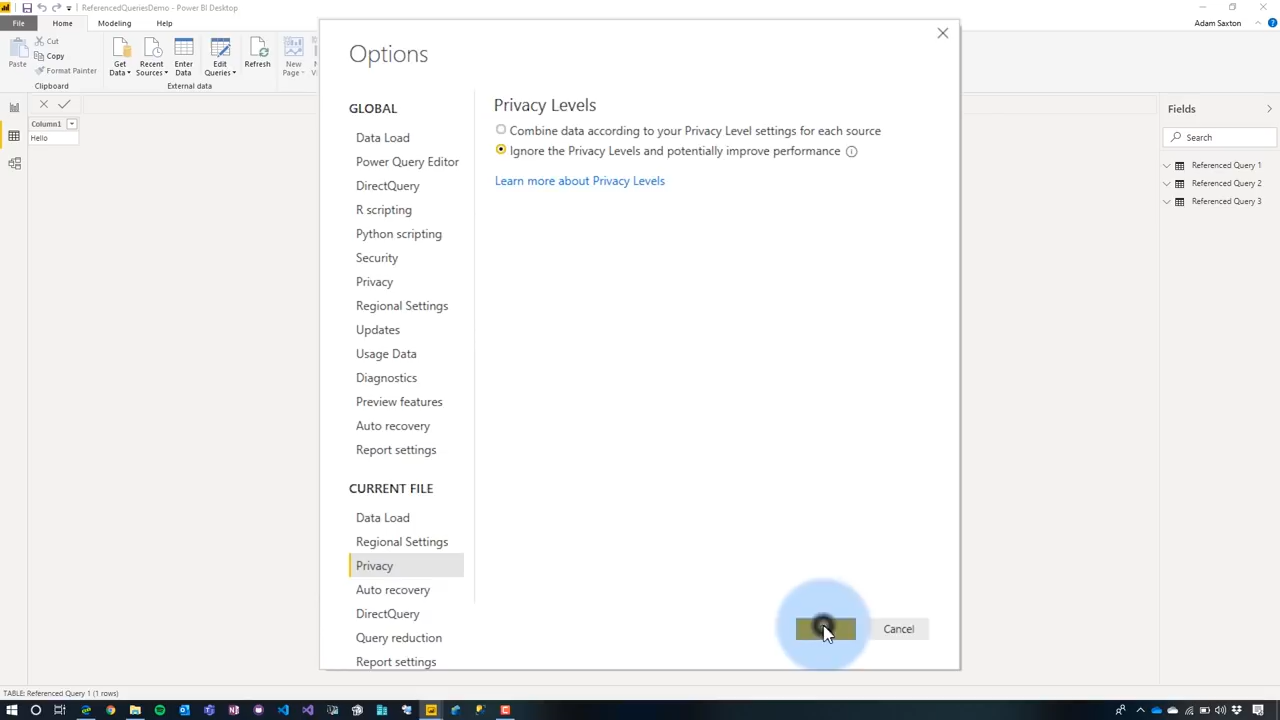 ReferencedQueriesDemo - Power BI Desktop
File Home Modeling Help
Adam Saxton
Paste
Cut
Copy
Format Painter
Clipboard
Get Data
Recent Sources
Enter Data
Edit Queries
External data
Refresh
New Page
Column1
Hello
Options
GLOBAL
Data Load
Power Query Editor
DirectQuery
R scripting
Python scripting
Security
Privacy
Regional Settings
Updates
Usage Data
Diagnostics
Preview features
Auto recovery
Report settings
CURRENT FILE
Data Load
Regional Settings
Privacy
Auto recovery
DirectQuery
Query reduction
Report settings
Privacy Levels
Combine data according to your Privacy Level settings for each source
Ignore the Privacy Levels and potentially improve performance
Learn more about Privacy Levels
Cancel
Fields
Search
Referenced Query 1
Referenced Query 2
Referenced Query 3
TABLE: Referenced Query 1 (1 rows)